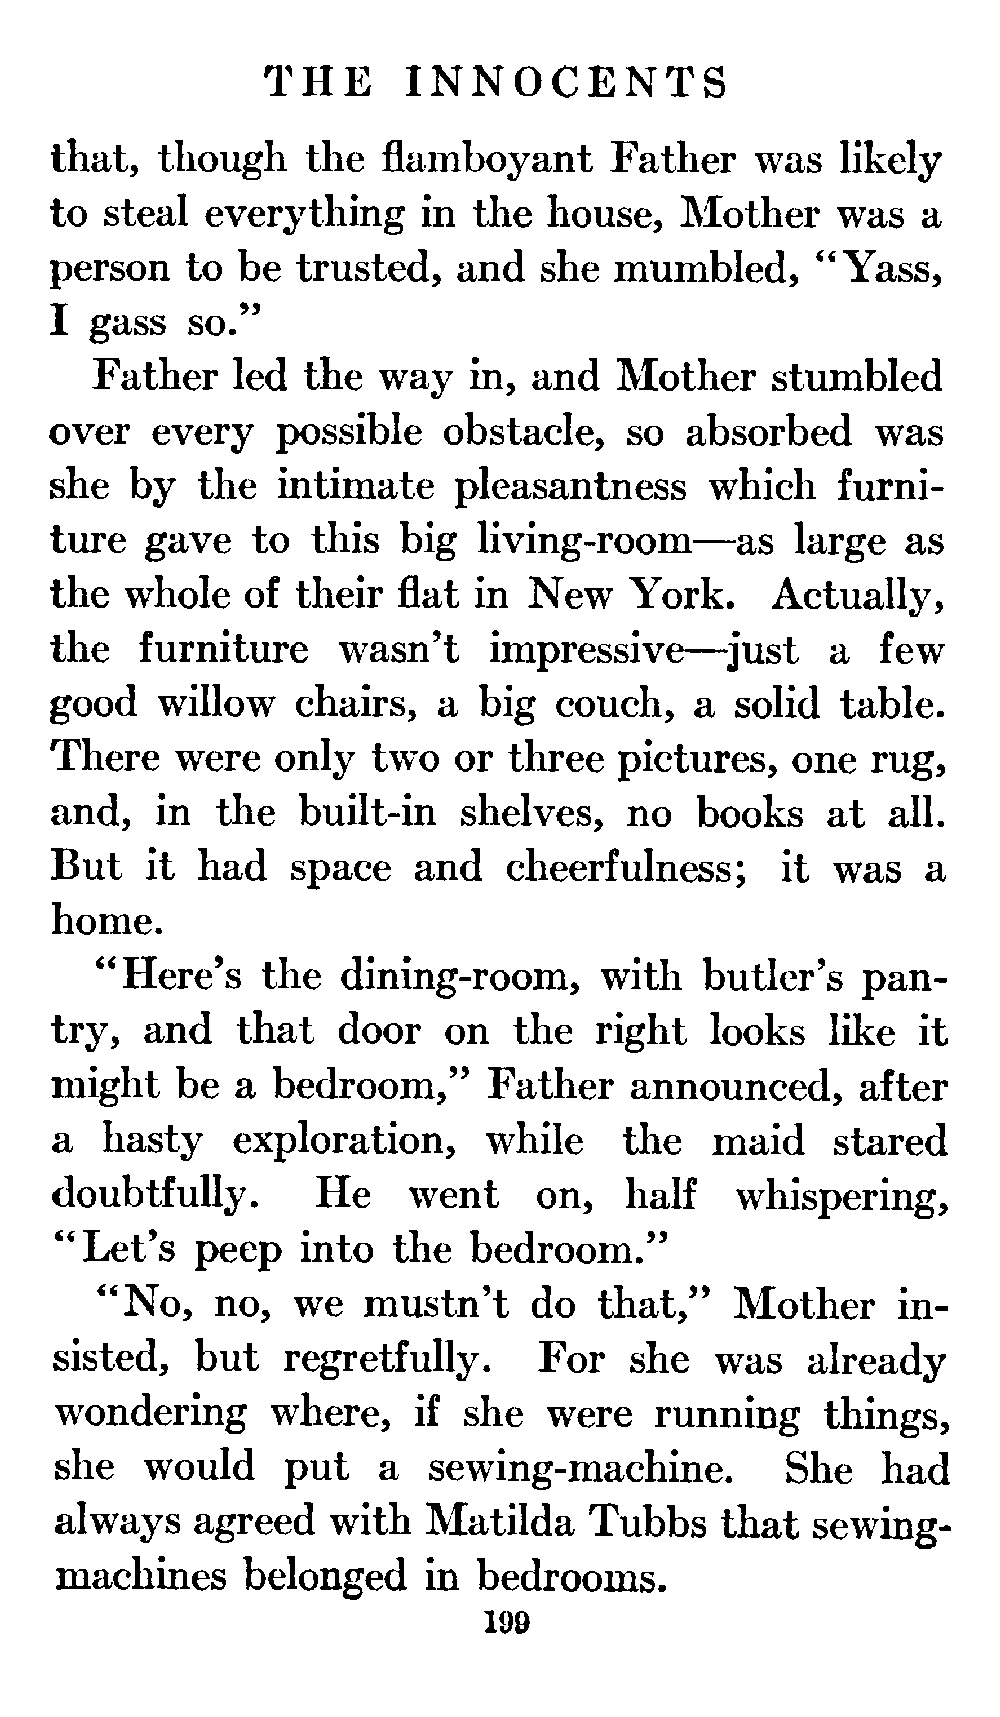 THE INNOCENTS
that, though the flamboyant Father was likely
to steal everything in the house, Mother was a
person to be trusted, and she mumbled, “Yass,
I gass so.”
Father led the way in, and Mother stumbled
over every possible obstacle, so absorbed was
she by the intimate pleasantness which furni-
ture gave to this big living-room—as large as
the whole of their flat in New York. Actually,
the furniture wasn’t impressive—just a few
good willow chairs, a big couch, a solid table.
There were only two or three pictures, one rug,
and, in the built-in shelves, no books at all.
But it had space and cheerfulness; it was a
home.
“Here’s the dining-room, with butler’s pan-
try, and that door on the right looks like it
might be a bedroom,” Father announced, after
a hasty exploration, while the maid stared
doubtfully. He went on, half whispering,
“Let’s peep into the bedroom.”
“No, no, we mustn’t do that,” Mother in-
sisted, but regretfully. For she was already
wondering where, if she were running things,
she would put a sewing-machine. She had
always agreed with Matilda Tubbs that sewing-
machines belonged in bedrooms.
199